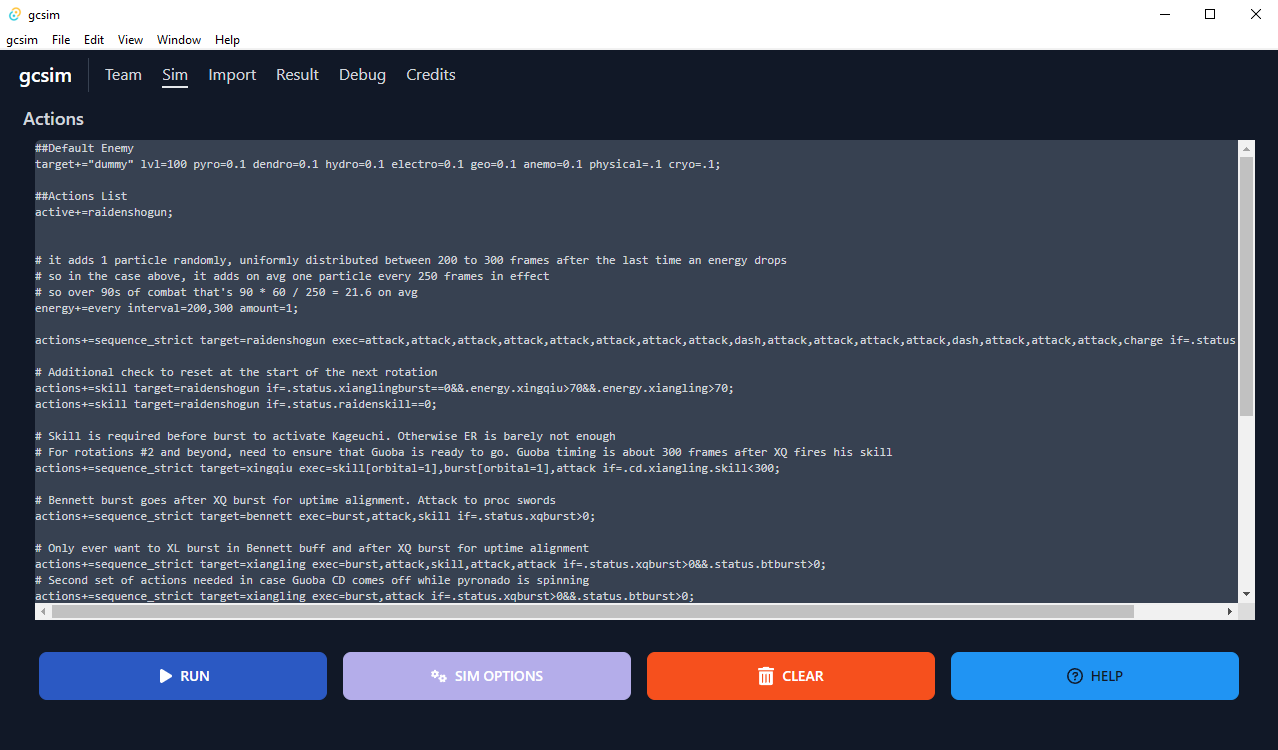 gcsim
gcsim File Edit View Window Help
gcsim Team Sim Import Result Debug Credits
Actions
##Default Enemy
target+="dummy" lvl=100 pyro=0.1 dendro=0.1 hydro=0.1 electro=0.1 geo=0.1 anemo=0.1 physical=.1 cryo=.1;
##Actions List
active+=raidenshogun;
# it adds 1 particle randomly, uniformly distributed between 200 to 300 frames after the last time an energy drops
# so in the case above, it adds on avg one particle every 250 frames in effect
# so over 90s of combat that's 90 * 60 / 250 = 21.6 on avg
energy+=every interval=200,300 amount=1;
actions+=sequence_strict target=raidenshogun exec=attack,attack,attack,attack,attack,attack,attack,attack,dash,attack,attack,attack,attack,dash,attack,attack,attack,charge if=.status
# Additional check to reset at the start of the next rotation
actions+=skill target=raidenshogun if=.status.xianglingburst==0&&.energy.xingqiu>70&&.energy.xiangling>70;
actions+=skill target=raidenshogun if=.status.raidenskill==0;
# Skill is required before burst to activate Kageuchi. Otherwise ER is barely not enough
# For rotations #2 and beyond, need to ensure that Guoba is ready to go. Guoba timing is about 300 frames after XQ fires his skill
actions+=sequence_strict target=xingqiu exec=skill[orbital=1],burst[orbital=1],attack if=.cd.xiangling.skill<300;
# Bennett burst goes after XQ burst for uptime alignment. Attack to proc swords
actions+=sequence_strict target=bennett exec=burst,attack,skill if=.status.xqburst>0;
# Only ever want to XL burst in Bennett buff and after XQ burst for uptime alignment
actions+=sequence_strict target=xiangling exec=burst,attack,skill,attack,attack if=.status.xqburst>0&&.status.btburst>0;
# Second set of actions needed in case Guoba CD comes off while pyronado is spinning
actions+=sequence_strict target=xiangling exec=burst,attack if=.status.xqburst>0&&.status.btburst>0;
RUN SIM OPTIONS CLEAR HELP